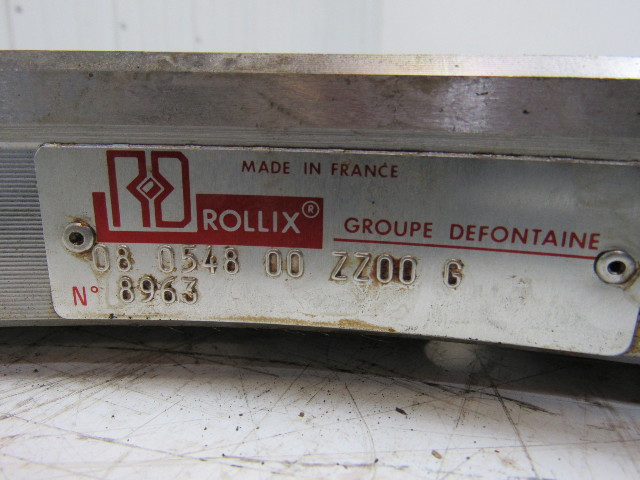 MADE IN FRANCE
ROLLIX®
GROUPE DEFONTAINE
08 0548 00 ZZ00 G
N° 8963